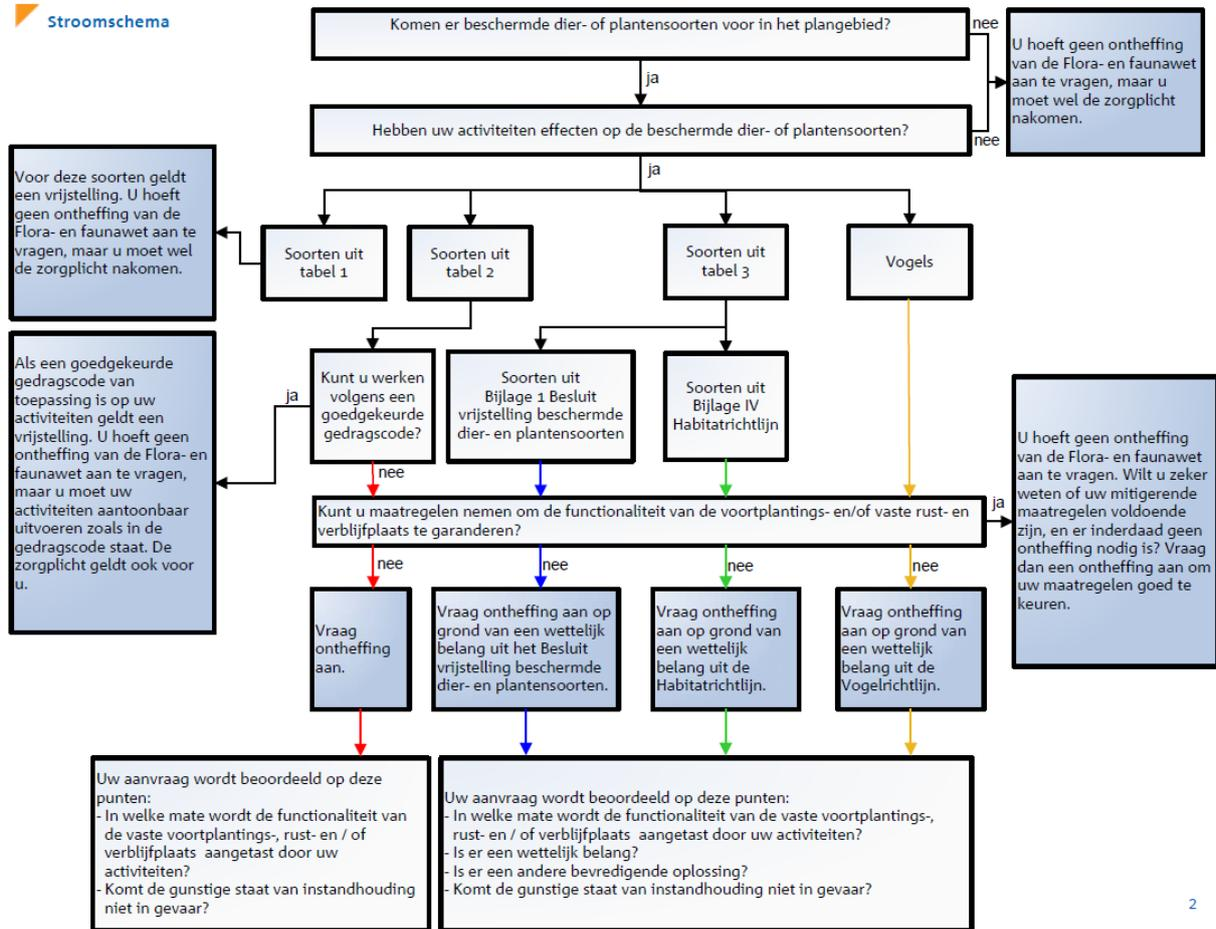 Stroomschema
Komen er beschermde dier- of plantensoorten voor in het plangebied?
nee
U hoeft geen ontheffing
van de Flora- en faunawet
aan te vragen, maar u
moet wel de zorgplicht
nakomen.
ja
Hebben uw activiteiten effecten op de beschermde dier- of plantensoorten?
nee
ja
Voor deze soorten geldt
een vrijstelling. U hoeft
geen ontheffing van de
Flora- en faunawet aan te
vragen, maar u moet wel
de zorgplicht nakomen.
Soorten uit
tabel 1
Soorten uit
tabel 2
Soorten uit
tabel 3
Vogels
Als een goedgekeurde
gedragscode van
toepassing is op uw
activiteiten geldt een
vrijstelling. U hoeft geen
ontheffing van de Flora- en
faunawet aan te vragen,
maar u moet uw
activiteiten aantoonbaar
uitvoeren zoals in de
gedragscode staat. De
zorgplicht geldt ook voor
u.
ja
Kunt u werken
volgens een
goedgekeurde
gedragscode?
Soorten uit
Bijlage 1 Besluit
vrijstelling beschermde
dier- en plantensoorten
Soorten uit
Bijlage IV
Habitatrichtlijn
nee
Kunt u maatregelen nemen om de functionaliteit van de voortplantings- en/of vaste rust- en
verblijfplaats te garanderen?
ja
U hoeft geen ontheffing
van de Flora- en faunawet
aan te vragen. Wilt u zeker
weten of uw mitigerende
maatregelen voldoende
zijn, en er inderdaad geen
ontheffing nodig is? Vraag
dan een ontheffing aan om
uw maatregelen goed te
keuren.
nee
nee
nee
nee
Vraag
ontheffing
aan.
Vraag ontheffing aan op
grond van een wettelijk
belang uit het Besluit
vrijstelling beschermde
dier- en plantensoorten.
Vraag ontheffing
aan op grond van
een wettelijk
belang uit de
Habitatrichtlijn.
Vraag ontheffing
aan op grond van
een wettelijk
belang uit de
Vogelrichtlijn.
Uw aanvraag wordt beoordeeld op deze
punten:
- In welke mate wordt de functionaliteit van
de vaste voortplantings-, rust- en / of
verblijfplaats aangetast door uw
activiteiten?
- Komt de gunstige staat van instandhouding
niet in gevaar?
Uw aanvraag wordt beoordeeld op deze punten:
- In welke mate wordt de functionaliteit van de vaste voortplantings-,
rust- en / of verblijfplaats aangetast door uw activiteiten?
- Is er een wettelijk belang?
- Is er een andere bevredigende oplossing?
- Komt de gunstige staat van instandhouding niet in gevaar?
2